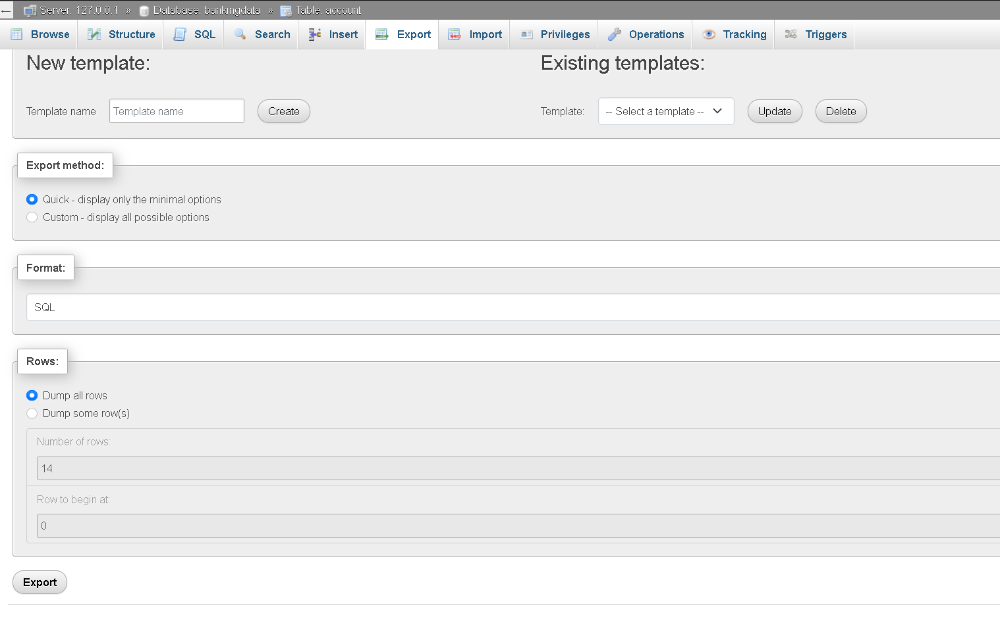 ← Server: 127.0.0.1 » Database: bankingdata » Table: account
Browse Structure SQL Search Insert Export Import Privileges Operations Tracking Triggers
New template: Existing templates:
Template name Template name Create Template: -- Select a template -- Update Delete
Export method:
Quick - display only the minimal options
Custom - display all possible options
Format:
SQL
Rows:
Dump all rows
Dump some row(s)
Number of rows:
14
Row to begin at:
0
Export